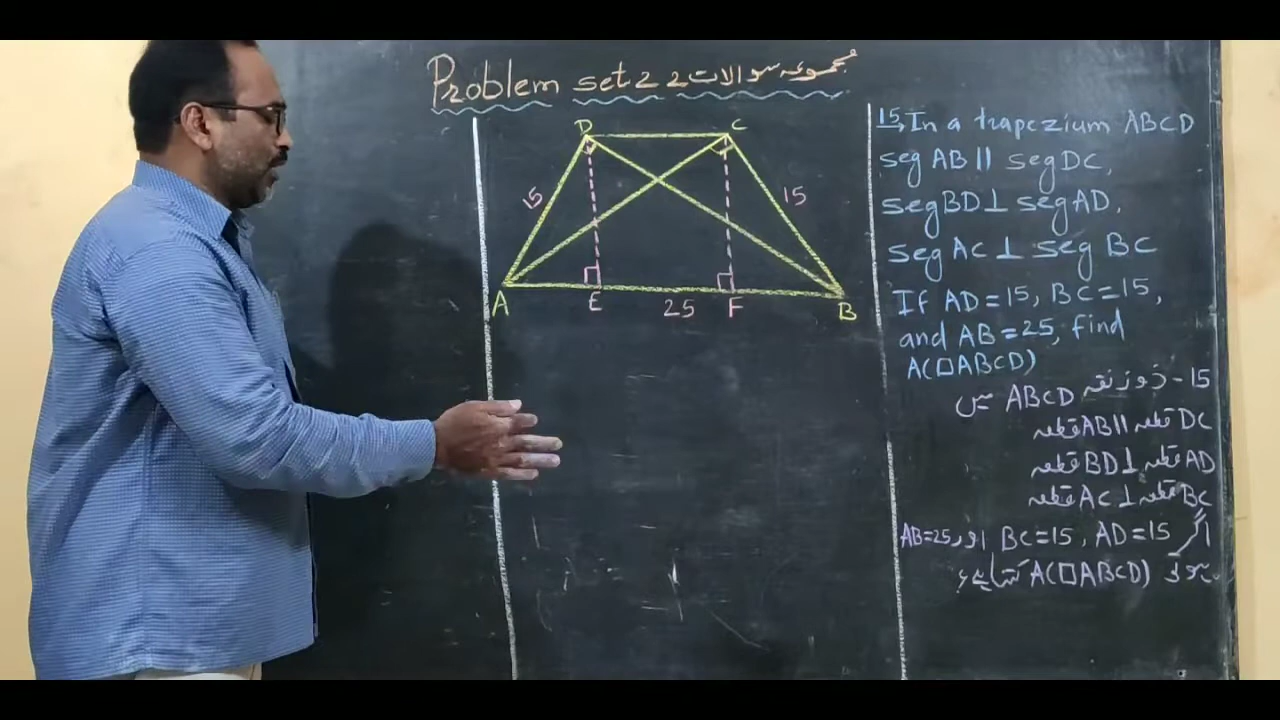 Problem set 2 2 مجموعہ سوالات
D
C
15
15
A
E
25
F
B
15, In a trapezium ABCD
seg AB || seg DC,
seg BD ⊥ seg AD,
seg AC ⊥ seg BC
If AD = 15, BC = 15,
and AB = 25, find
A(□ABCD)
15- ذوزنقہ ABCD میں
قطعہ AB || قطعہ DC
قطعہ BD ⊥ قطعہ AD
قطعہ AC ⊥ قطعہ BC
اگر AD = 15 , BC = 15 اور AB = 25
A(□ABCD)